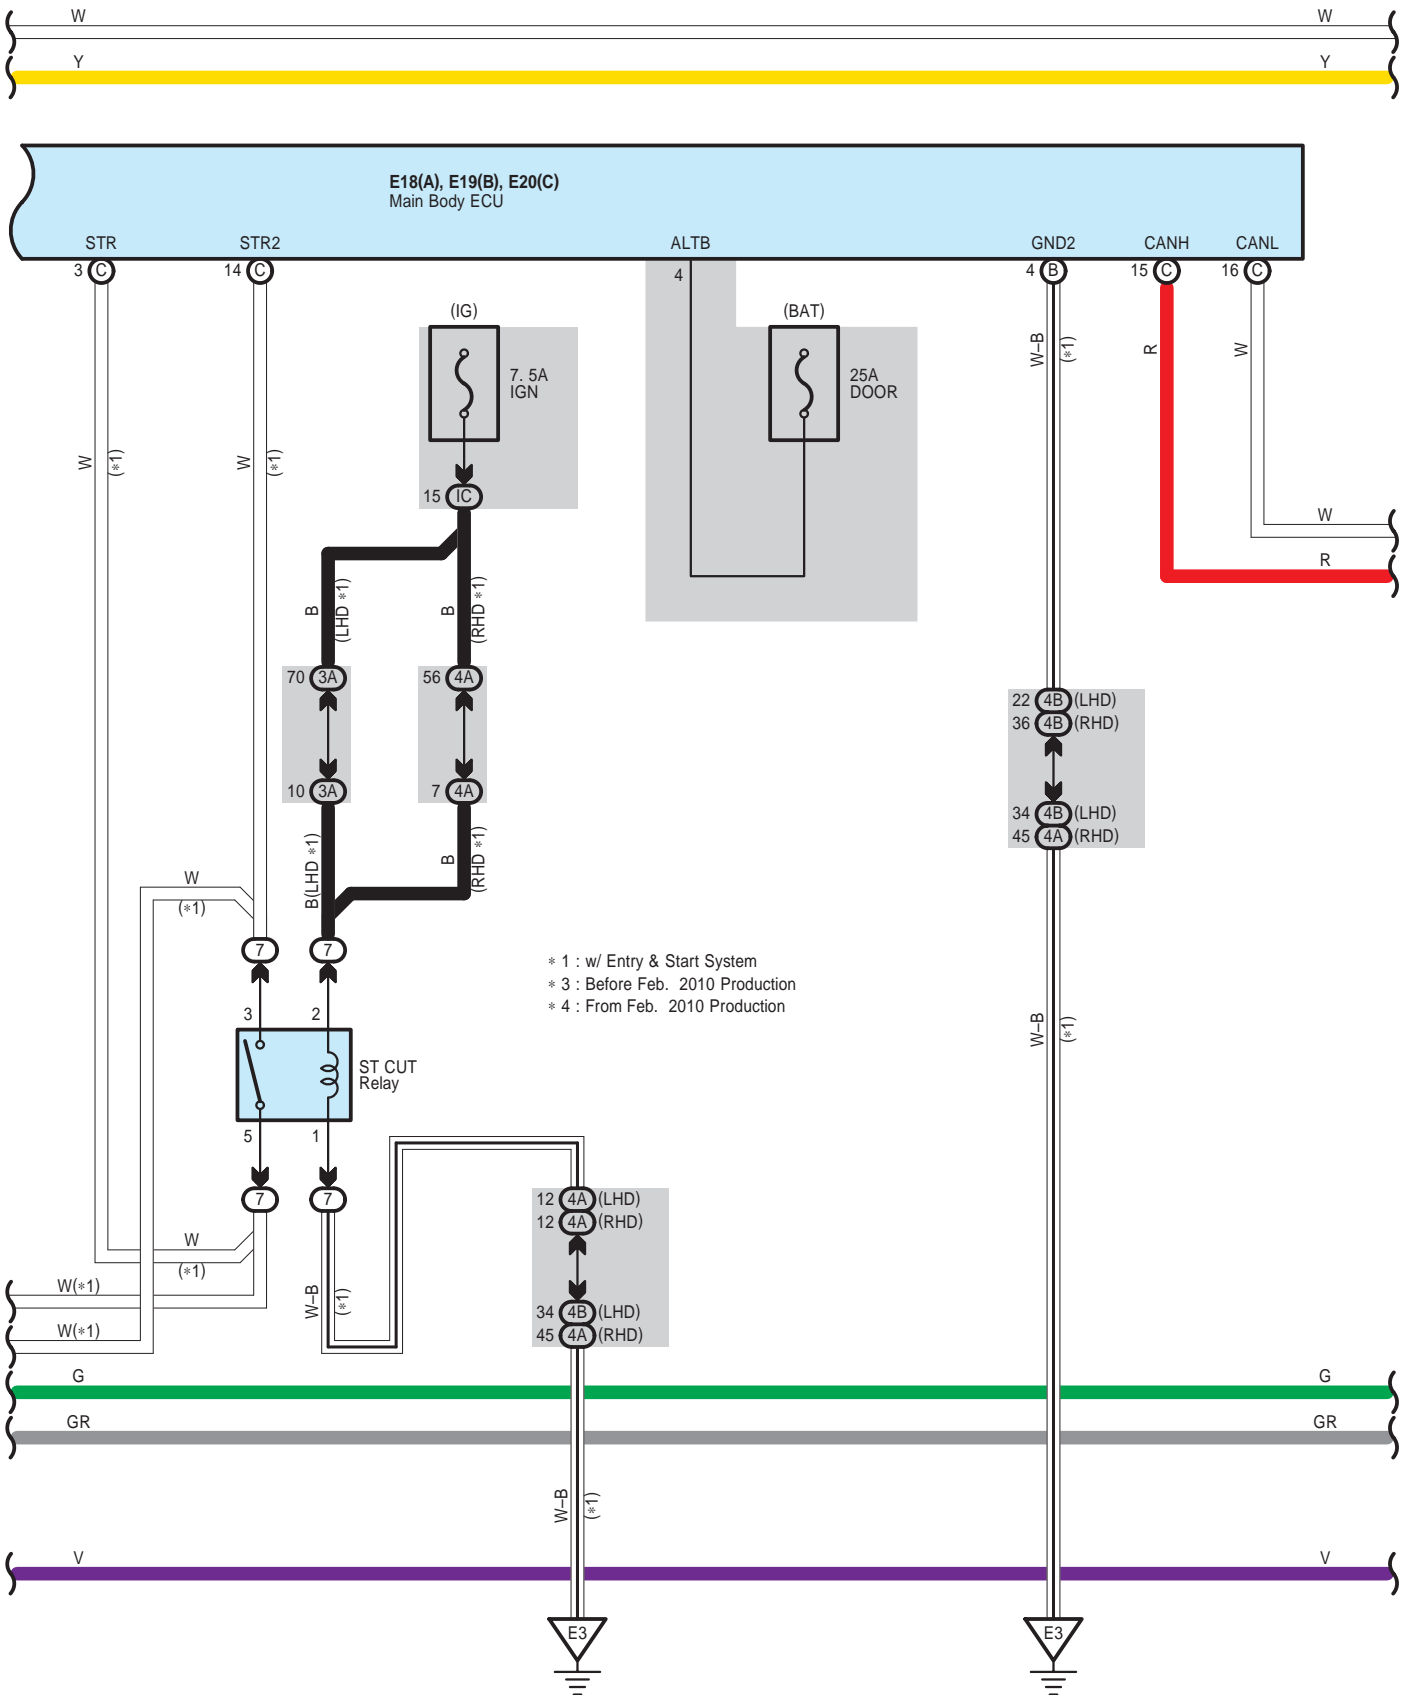 W W
Y Y
E18(A), E19(B), E20(C)
Main Body ECU
STR STR2 ALTB GND2 CANH CANL
3 C 14 C 4 4 B 15 C 16 C
(IG) (BAT)
7. 5A
IGN
25A
DOOR
W–B (∗1) R W
W (∗1) W (∗1)
15 IC
W
R
B (LHD ∗1) B (RHD ∗1)
70 3A 56 4A
22 4B (LHD)
36 4B (RHD)
10 3A 7 4A
34 4B (LHD)
45 4A (RHD)
B(LHD ∗1) B (RHD ∗1)
W
(∗1)
7 7
∗ 1 : w/ Entry & Start System
∗ 3 : Before Feb. 2010 Production
∗ 4 : From Feb. 2010 Production
3 2
W–B (∗1)
ST CUT
Relay
5 1
7 7
12 4A (LHD)
12 4A (RHD)
W
(∗1)
W(∗1)
W–B (∗1)
34 4B (LHD)
45 4A (RHD)
W(∗1)
G G
GR GR
W–B (∗1)
V V
E3 E3